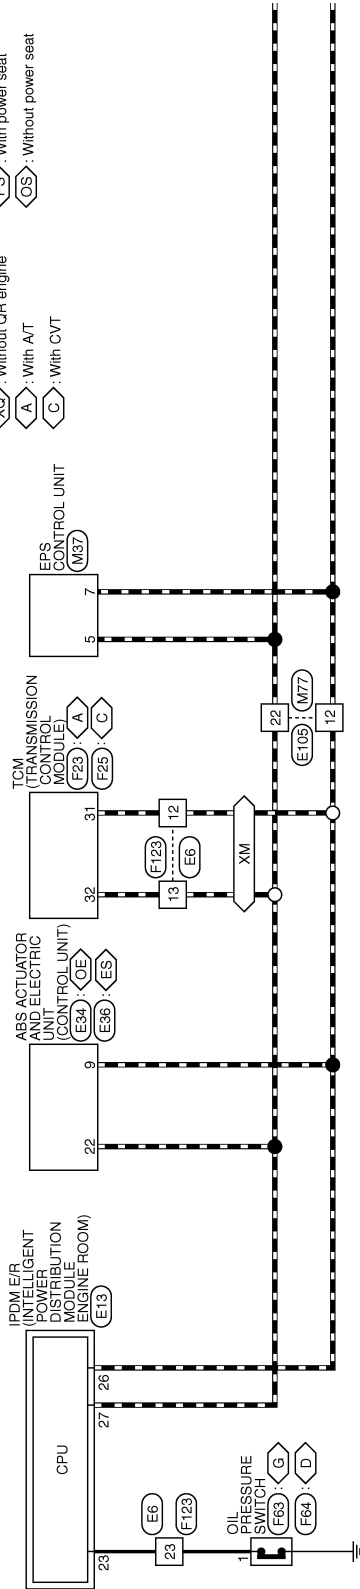 : With power seat
OS : Without power seat
: Without QR engine
A : With A/T
C : With CVT
EPS
CONTROL UNIT
M37
7
5
TCM
(TRANSMISSION
CONTROL
MODULE)
F23 : A
F25 : C
31
32
F123
E6
12
13
XM
M77
E105
22
12
ABS ACTUATOR
AND ELECTRIC
UNIT
(CONTROL UNIT)
E34 : OE
E36 : ES
9
22
IPDM E/R
(INTELLIGENT
POWER
DISTRIBUTION
MODULE
ENGINE ROOM)
E13
CPU
26
27
23
E6
F123
23
OIL
PRESSURE
SWITCH
F63 : G
F64 : D
1